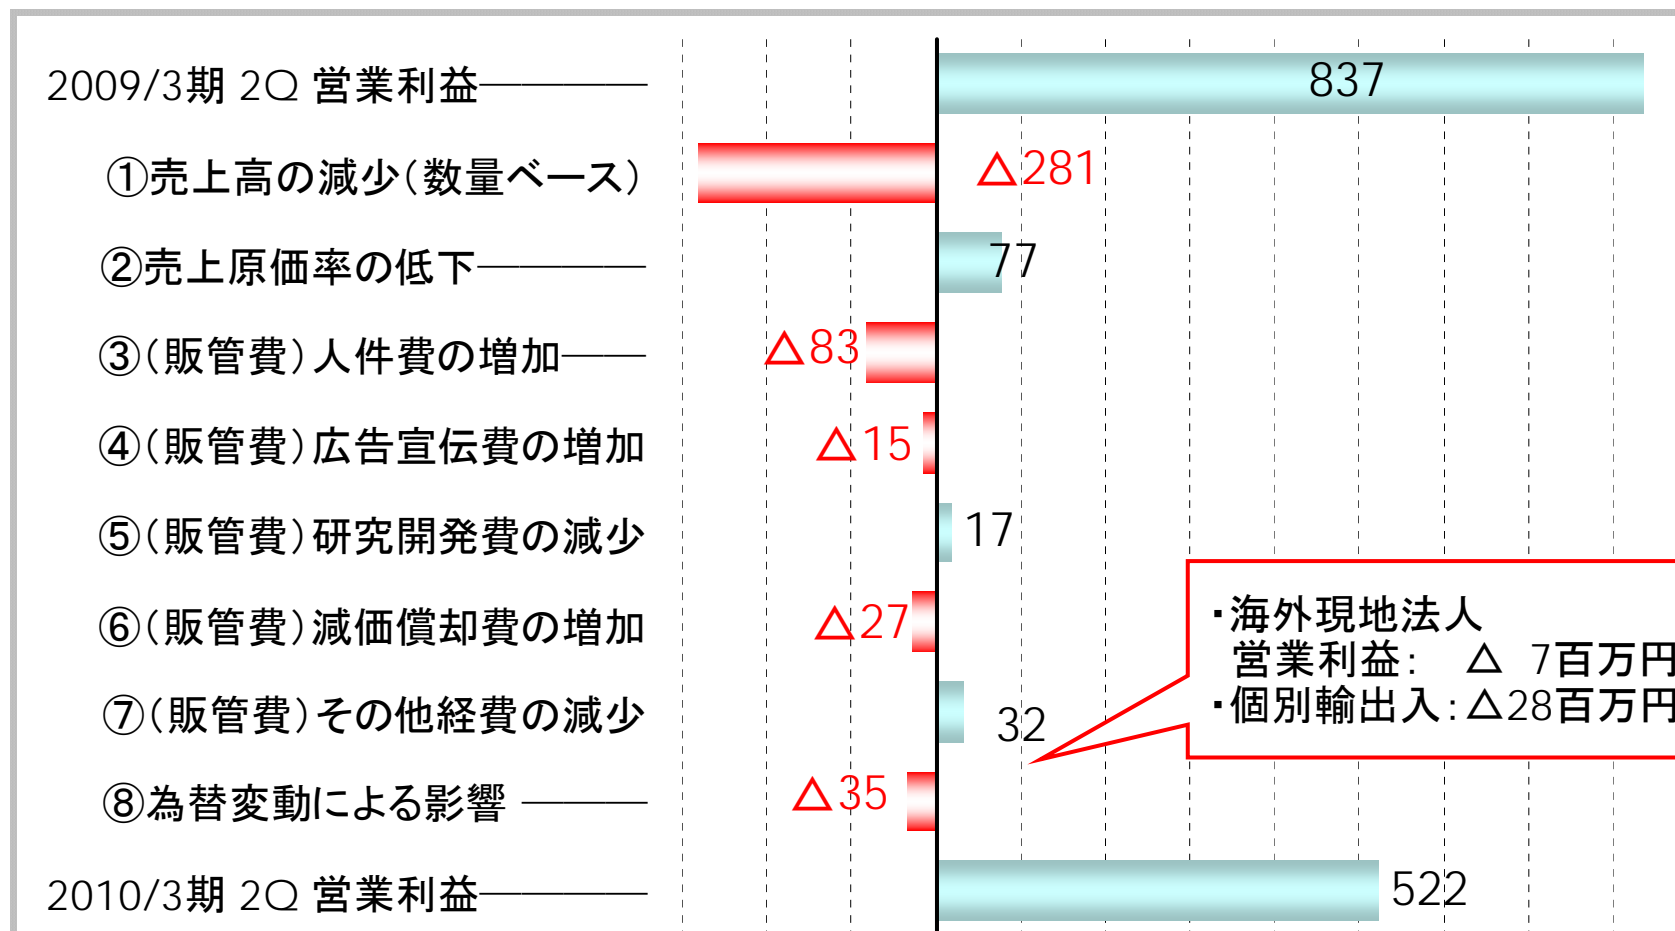 2009/3期 2Q 営業利益 837
①売上高の減少(数量ベース) △281
②売上原価率の低下 77
③(販管費)人件費の増加 △83
④(販管費)広告宣伝費の増加 △15
⑤(販管費)研究開発費の減少 17
⑥(販管費)減価償却費の増加 △27
⑦(販管費)その他経費の減少 32
⑧為替変動による影響 △35
2010/3期 2Q 営業利益 522
・海外現地法人
営業利益: △ 7百万円
・個別輸出入:△28百万円